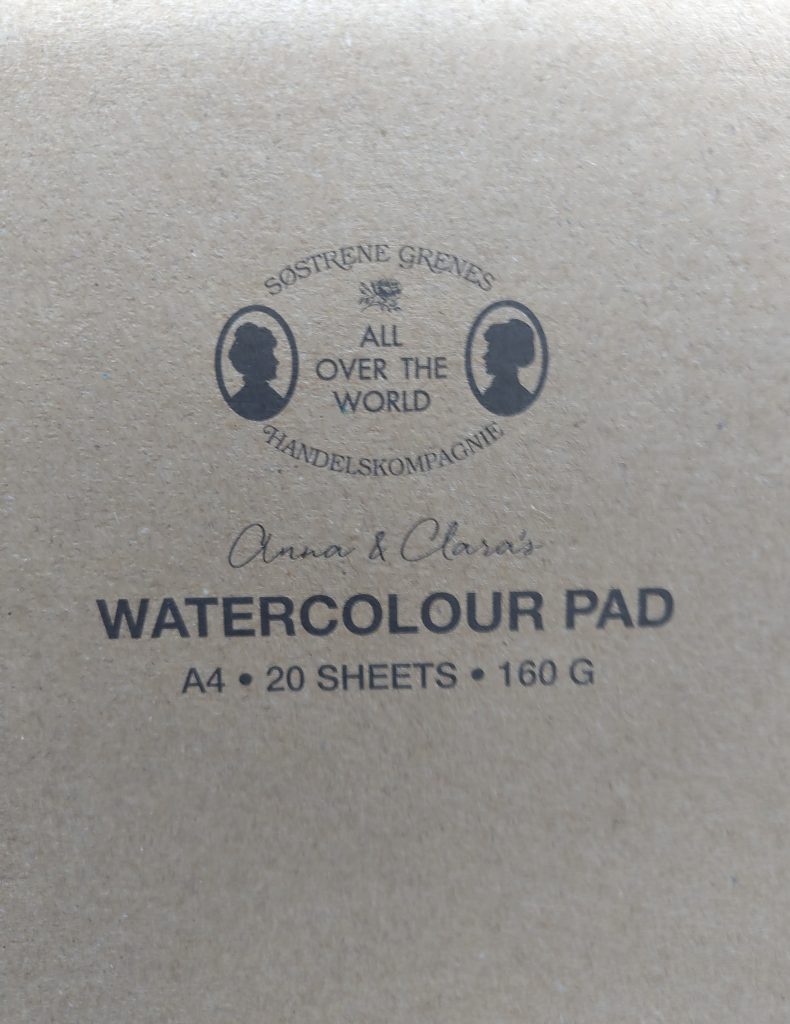 SØSTRENE GRENES
ALL
OVER THE
WORLD
HANDELSKOMPAGNIE
Anna & Clara's
WATERCOLOUR PAD
A4 • 20 SHEETS • 160 G